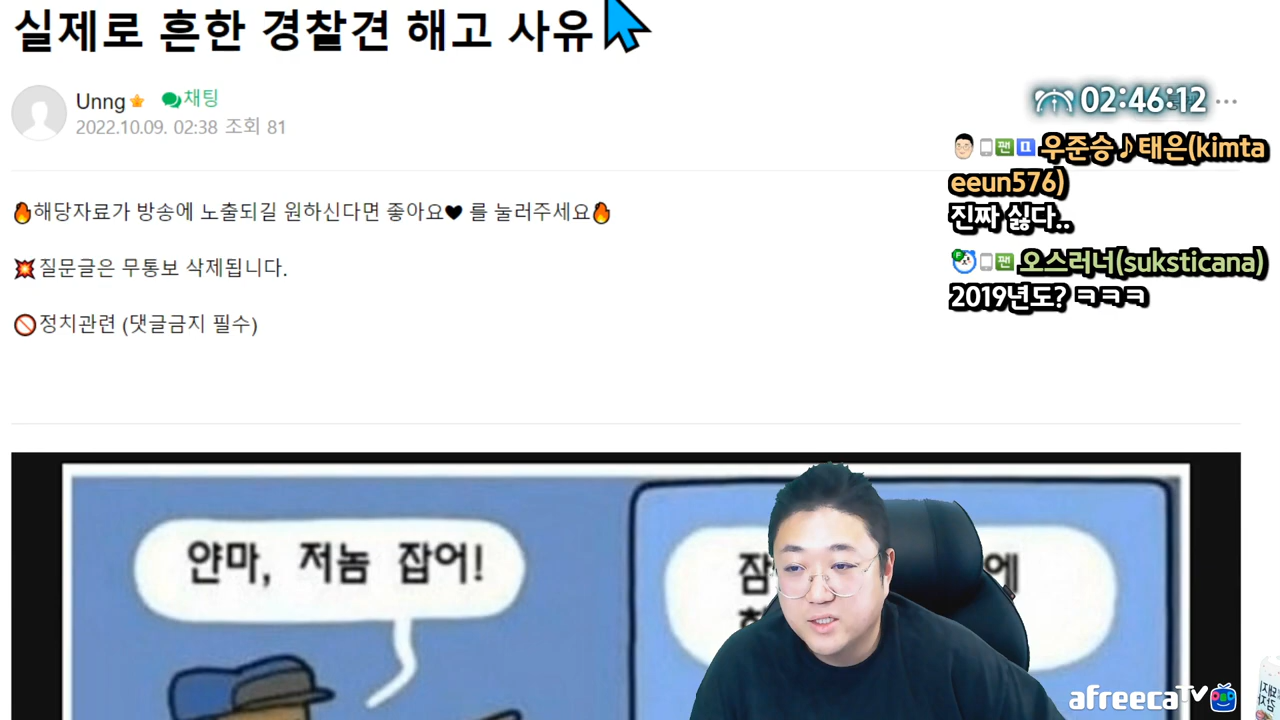 실제로 흔한 경찰견 해고 사유
Unng 채팅
2022.10.09. 02:38 조회 81
02:46:12
우준승♪태은(kimta
eeun576)
진짜 싫다..
오스러너(suksticana)
2019년도? ㅋㅋㅋ
🔥해당자료가 방송에 노출되길 원하신다면 좋아요🖤 를 눌러주세요🔥
💥질문글은 무통보 삭제됩니다.
🚫정치관련 (댓글금지 필수)
얀마, 저놈 잡어!
잠
에
afreecaTV